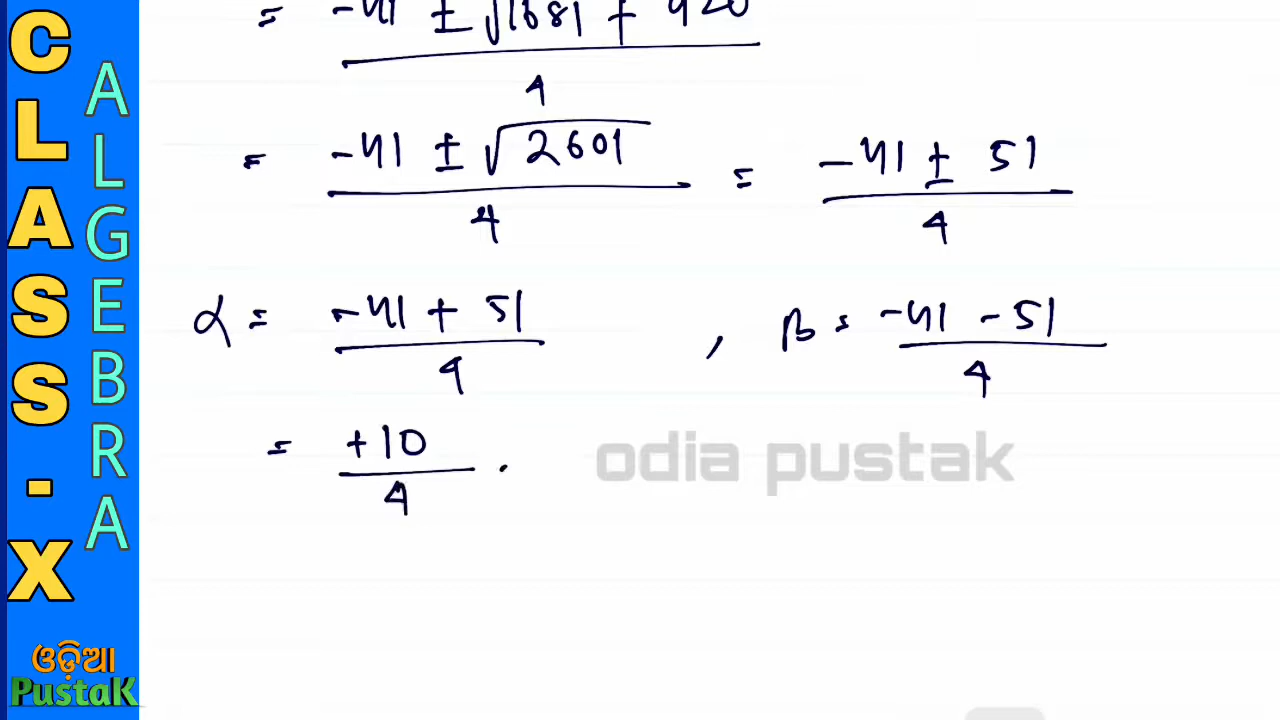 CLASS-X
ALGEBRA
ଓଡ଼ିଆ
PustaK
= -41 ± √1681 + 920
4
= -41 ± √2601 / 4 = -41 ± 51 / 4
α = -41 + 51 / 4 , β = -41 - 51 / 4
= +10 / 4
odia pustak